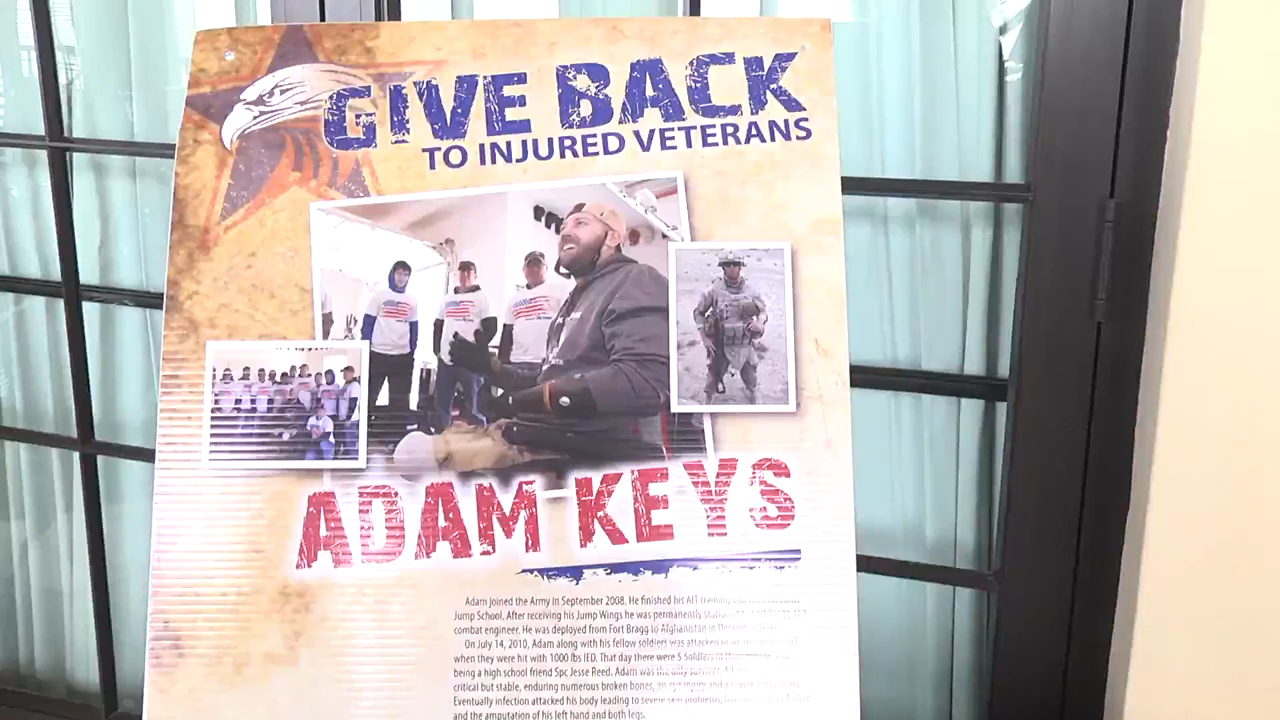 GIVE BACK
TO INJURED VETERANS
ADAM KEYS
Adam Joined the Army in September 2008. He finished his AIT training
Jump School. After receiving his Jump Wings he was permanently
combat engineer. He was deployed from Fort Bragg to Afghanistan in
On July 14, 2010, Adam along with his fellow soldiers was attacked
when they were hit with 1000 lbs IED. That day there were 5 Soldiers
being a high school friend Spc Jesse Reed. Adam was the only
critical but stable, enduring numerous broken bones, an eye injury and
Eventually infection attacked his body leading to severe skin problems,
and the amputation of his left hand and both legs.